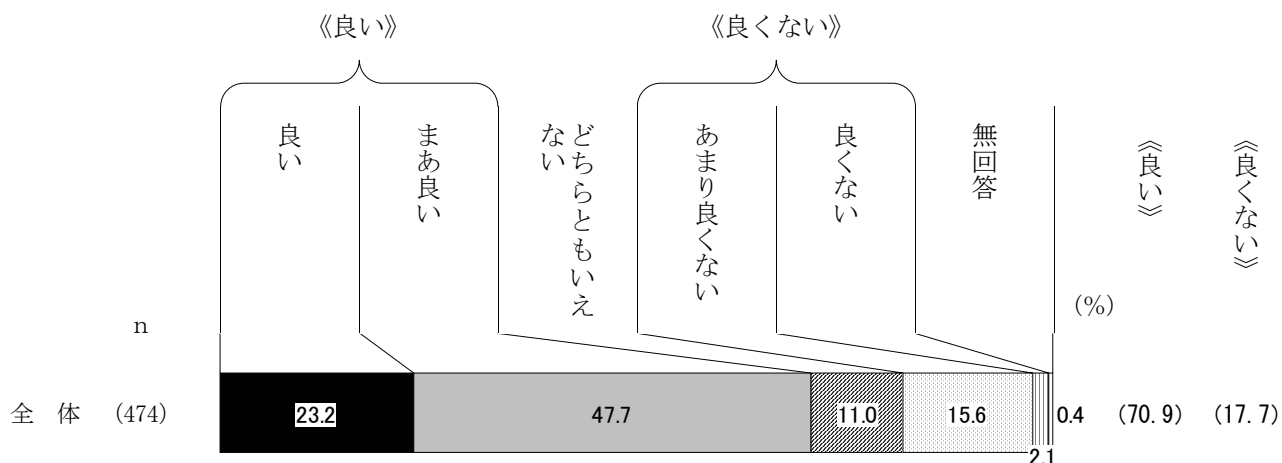 《良い》
《良くない》
良い
まあ良い
どちらともいえ
ない
あまり良くない
良くない
無回答
《良い》
《良くない》
(%)
n
全 体 (474)
23.2
47.7
11.0
15.6
2.1
0.4
(70.9)
(17.7)